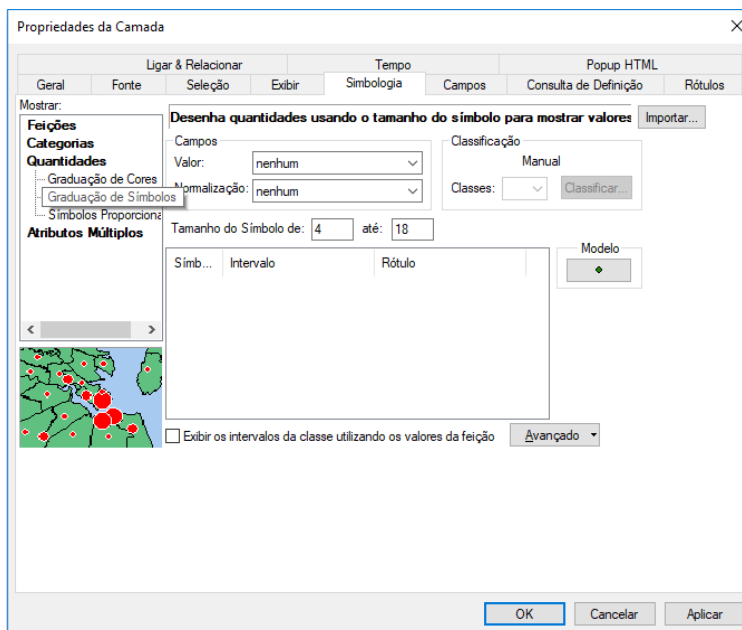 Propriedades da Camada
Ligar & Relacionar Tempo Popup HTML
Geral Fonte Seleção Exibir Simbologia Campos Consulta de Definição Rótulos
Mostrar:
Feições
Categorias
Quantidades
Graduação de Cores
Graduação de Símbolos
Símbolos Proporciona
Atributos Múltiplos
Desenha quantidades usando o tamanho do símbolo para mostrar valores
Importar...
Campos
Valor: nenhum
Normalização: nenhum
Classificação
Manual
Classes: Classificar...
Tamanho do Símbolo de: 4 até: 18
Símb... Intervalo Rótulo
Modelo
Exibir os intervalos da classe utilizando os valores da feição
Avançado
OK Cancelar Aplicar